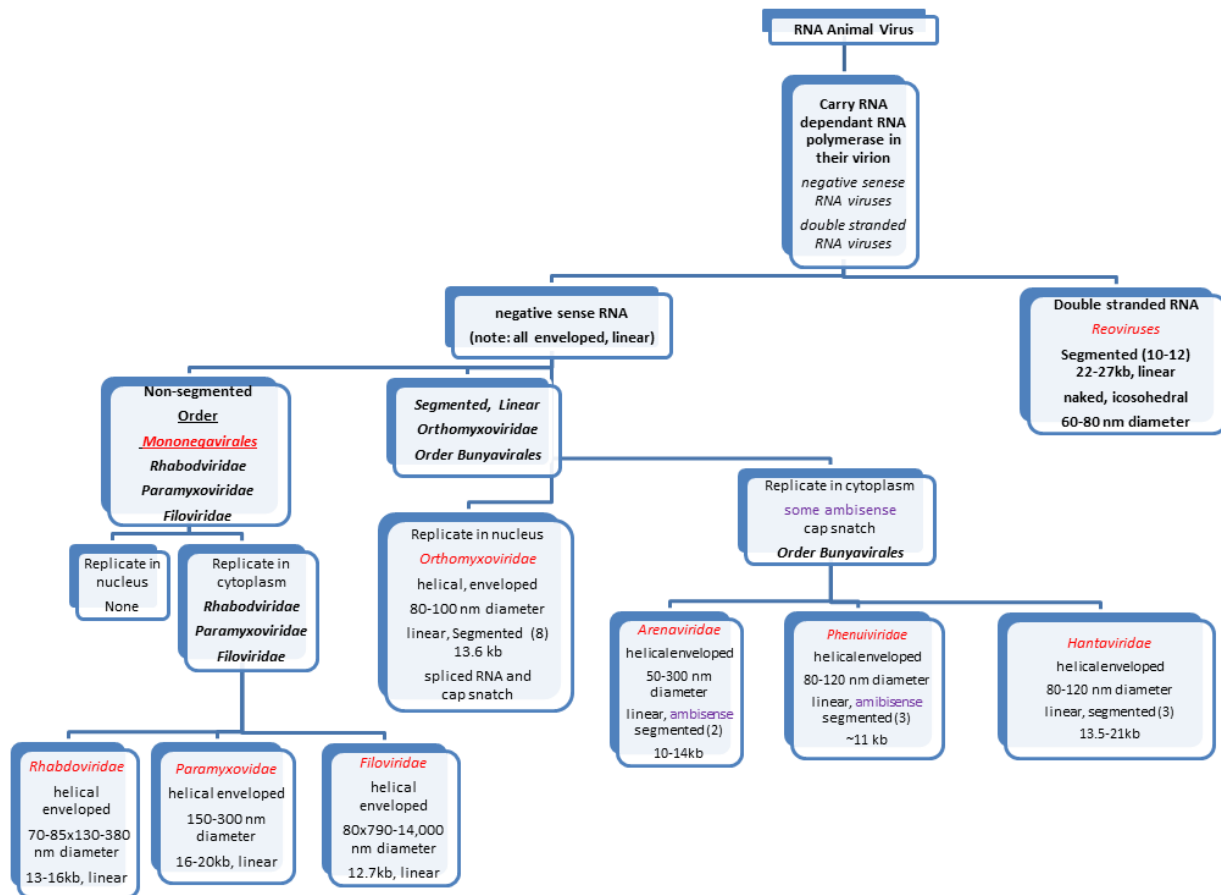 RNA Animal Virus
Carry RNA
dependant RNA
polymerase in
their virion
negative senese
RNA viruses
double stranded
RNA viruses
negative sense RNA
(note: all enveloped, linear)
Double stranded RNA
Reoviruses
Segmented (10-12)
22-27kb, linear
naked, icosohedral
60-80 nm diameter
Non-segmented
Order
Mononegavirales
Rhabodviridae
Paramyxoviridae
Filoviridae
Segmented, Linear
Orthomyxoviridae
Order Bunyavirales
Replicate in
nucleus
None
Replicate in
cytoplasm
Rhabodviridae
Paramyxoviridae
Filoviridae
Replicate in nucleus
Orthomyxoviridae
helical, enveloped
80-100 nm diameter
linear, Segmented (8)
13.6 kb
spliced RNA and
cap snatch
Replicate in cytoplasm
some ambisense
cap snatch
Order Bunyavirales
Arenaviridae
helical enveloped
50-300 nm
diameter
linear, ambisense
segmented (2)
10-14kb
Phenuiviridae
helical enveloped
80-120 nm diameter
linear, amibisense
segmented (3)
~11 kb
Hantaviridae
helical enveloped
80-120 nm diameter
linear, segmented (3)
13.5-21kb
Rhabdoviridae
helical
enveloped
70-85x130-380
nm diameter
13-16kb, linear
Paramyxovidae
helical enveloped
150-300 nm
diameter
16-20kb, linear
Filoviridae
helical
enveloped
80x790-14,000
nm diameter
12.7kb, linear